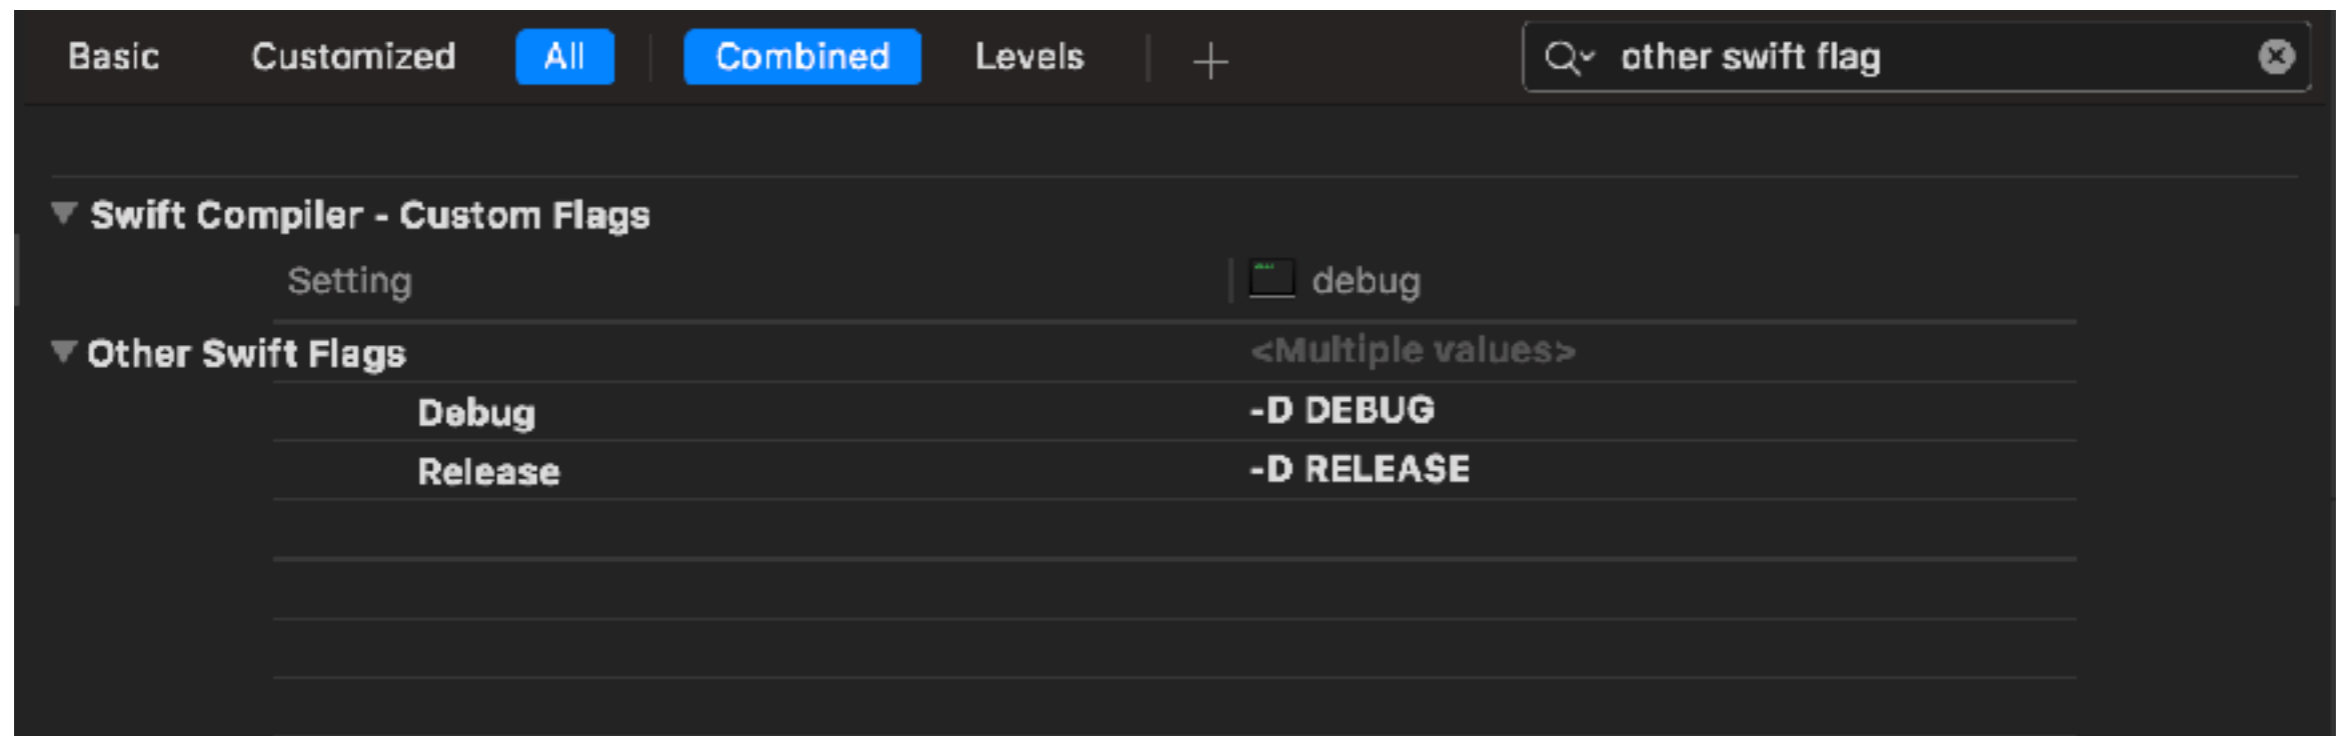 Basic Customized All Combined Levels + other swift flag
Swift Compiler - Custom Flags
Setting debug
Other Swift Flags <Multiple values>
Debug -D DEBUG
Release -D RELEASE